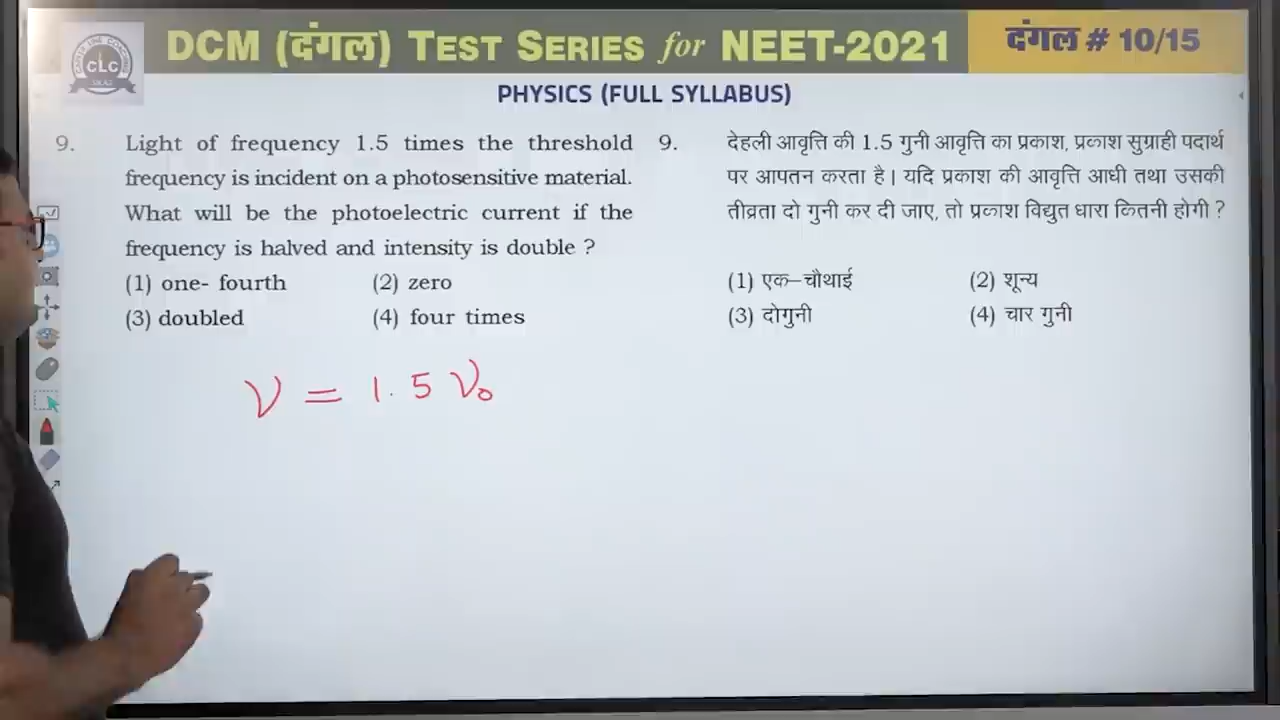 DCM (दंगल) TEST SERIES for NEET-2021
दंगल # 10/15
CLC
PHYSICS (FULL SYLLABUS)
9. Light of frequency 1.5 times the threshold
frequency is incident on a photosensitive material.
What will be the photoelectric current if the
frequency is halved and intensity is double ?
(1) one- fourth (2) zero
(3) doubled (4) four times
9. देहली आवृत्ति की 1.5 गुनी आवृत्ति का प्रकाश, प्रकाश सुग्राही पदार्थ
पर आपतन करता है। यदि प्रकाश की आवृत्ति आधी तथा उसकी
तीव्रता दो गुनी कर दी जाए, तो प्रकाश विद्युत धारा कितनी होगी ?
(1) एक–चौथाई (2) शून्य
(3) दोगुनी (4) चार गुनी
ν = 1.5 ν₀